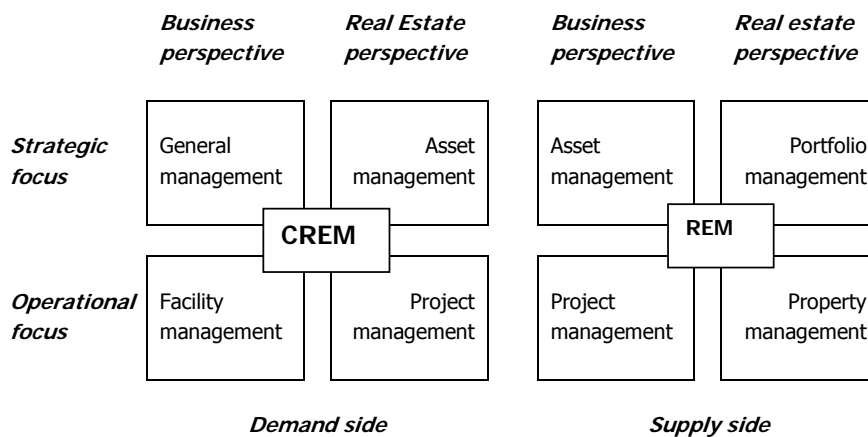 Business Real Estate Business Real estate
perspective perspective perspective perspective
Strategic General Asset Asset Portfolio
focus management management management management
CREM REM
Operational Facility Project Project Property
focus management management management management
Demand side Supply side